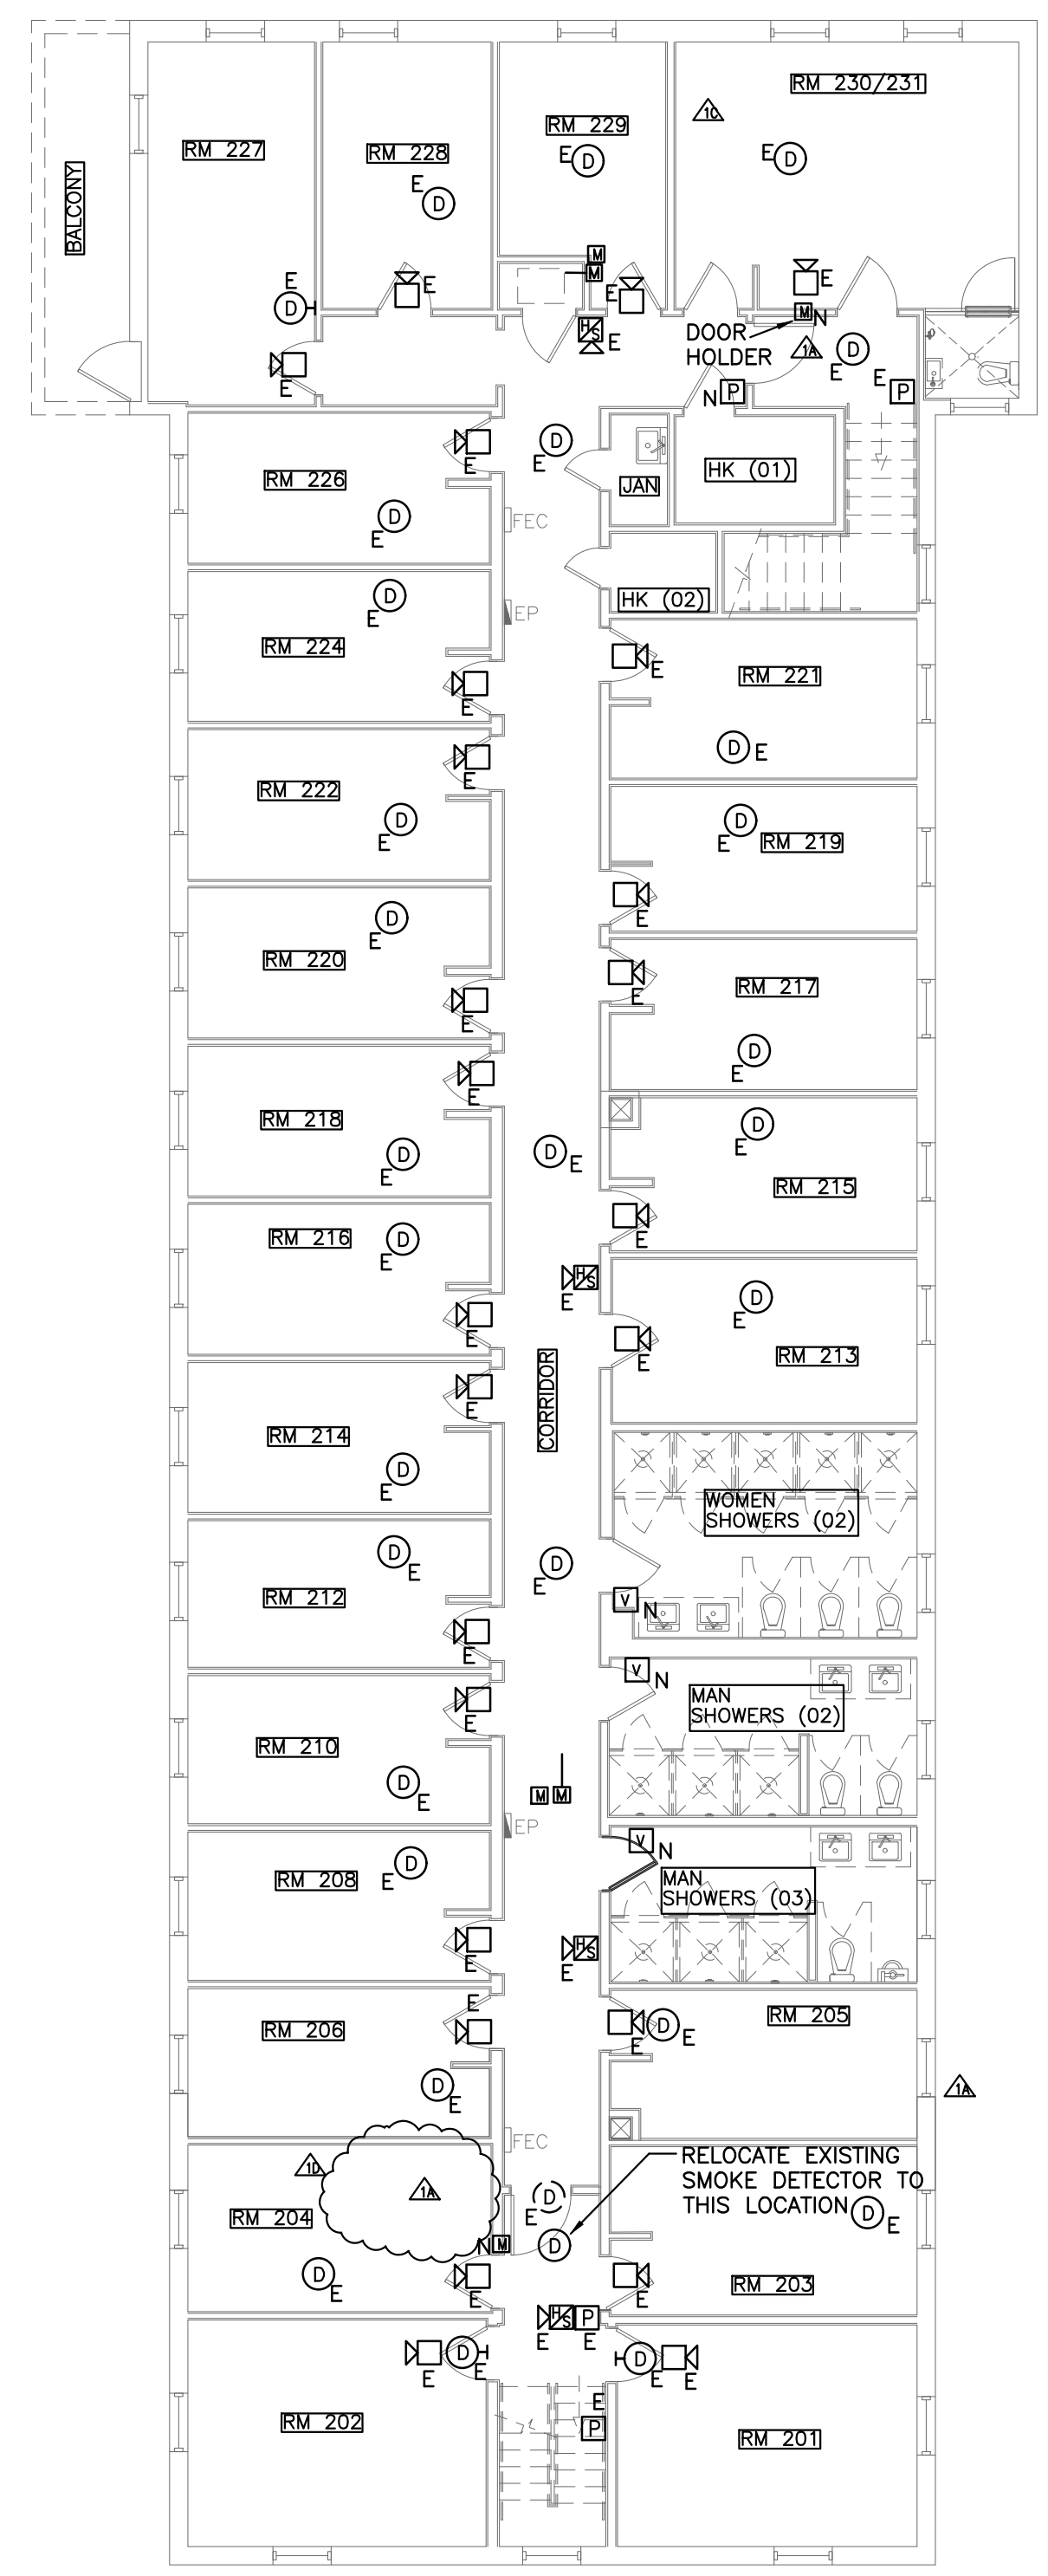 RM 230/231
1C
RM 229
RM 227
RM 228
E D
E D
E
D
E
D
BALCONY
M
M
E
E
E
E
D
H/S
E
M
N
DOOR
HOLDER
1A
D
E
E
P
N
P
E
E
D
E
JAN
HK (01)
RM 226
D
E
FEC
D
E
EP
HK (02)
RM 224
E
RM 221
E
D E
RM 222
E
D
E
D
E
RM 219
E
D
E
RM 220
E
RM 217
E
D
E
E
RM 218
D
E
D
E
D
E
RM 215
E
RM 216
D
E
E
H/S
E
D
E
RM 213
E
CORRIDOR
E
RM 214
D
E
WOMEN
SHOWERS (02)
D
E
D
E
RM 212
E
V
N
V
N
MAN
SHOWERS (02)
E
RM 210
D
E
M M
EP
V
N
MAN
SHOWERS (03)
D
E
RM 208
E
H/S
E
E
RM 206
D
E
RM 205
D
E
E
1A
FEC
1D
1A
RM 204
D
E
RELOCATE EXISTING
SMOKE DETECTOR TO
THIS LOCATION
D
E
N
M
D
D
E
E
E
RM 203
H/S
P
E
E
E
D
E
D
E
E
E
P
RM 202
RM 201